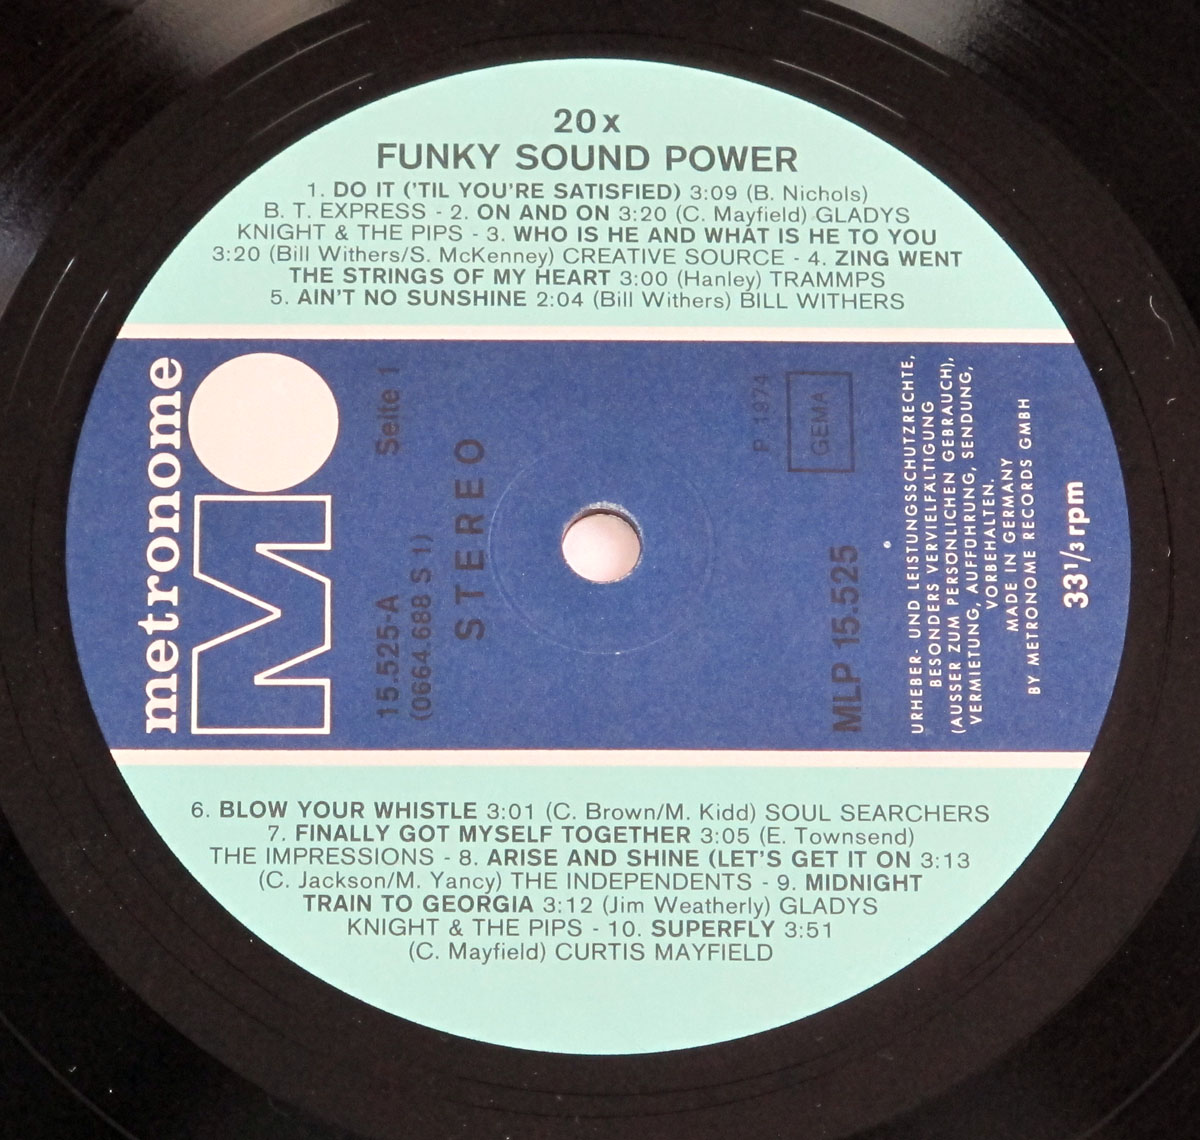 20 x
FUNKY SOUND POWER
1. DO IT ('TIL YOU'RE SATISFIED) 3:09 (B. Nichols)
B. T. EXPRESS - 2. ON AND ON 3:20 (C. Mayfield) GLADYS
KNIGHT & THE PIPS - 3. WHO IS HE AND WHAT IS HE TO YOU
3:20 (Bill Withers/S. McKenney) CREATIVE SOURCE - 4. ZING WENT
THE STRINGS OF MY HEART 3:00 (Hanley) TRAMMPS
5. AIN'T NO SUNSHINE 2:04 (Bill Withers) BILL WITHERS
metronome
M
15.525-A Seite 1
(0664.688 S 1)
STEREO
P 1974
GEMA
MLP 15.525
URHEBER- UND LEISTUNGSSCHUTZRECHTE,
BESONDERS VERVIELFÄLTIGUNG
(AUSSER ZUM PERSÖNLICHEN GEBRAUCH),
VERMIETUNG, AUFFÜHRUNG, SENDUNG,
VORBEHALTEN.
MADE IN GERMANY
BY METRONOME RECORDS GMBH
33 1/3 rpm
6. BLOW YOUR WHISTLE 3:01 (C. Brown/M. Kidd) SOUL SEARCHERS
7. FINALLY GOT MYSELF TOGETHER 3:05 (E. Townsend)
THE IMPRESSIONS - 8. ARISE AND SHINE (LET'S GET IT ON 3:13
(C. Jackson/M. Yancy) THE INDEPENDENTS - 9. MIDNIGHT
TRAIN TO GEORGIA 3:12 (Jim Weatherly) GLADYS
KNIGHT & THE PIPS - 10. SUPERFLY 3:51
(C. Mayfield) CURTIS MAYFIELD